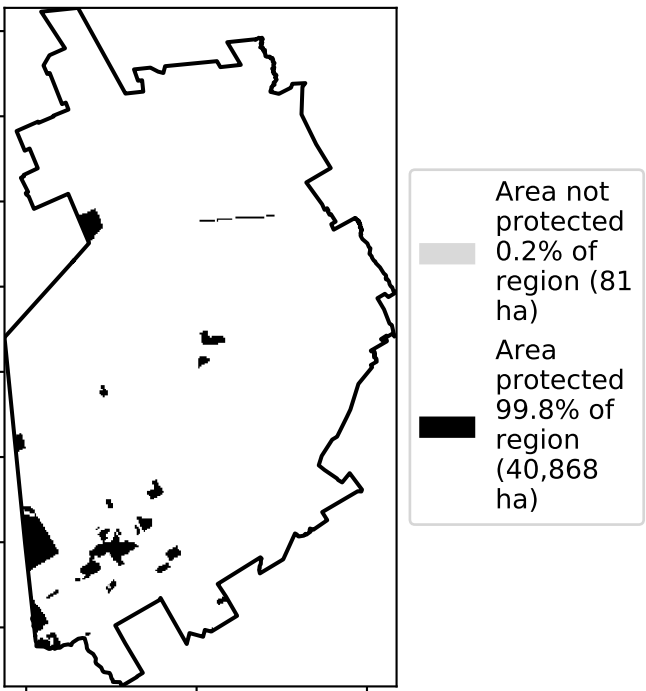 Area not
protected
0.2% of
region (81
ha)
Area
protected
99.8% of
region
(40,868
ha)